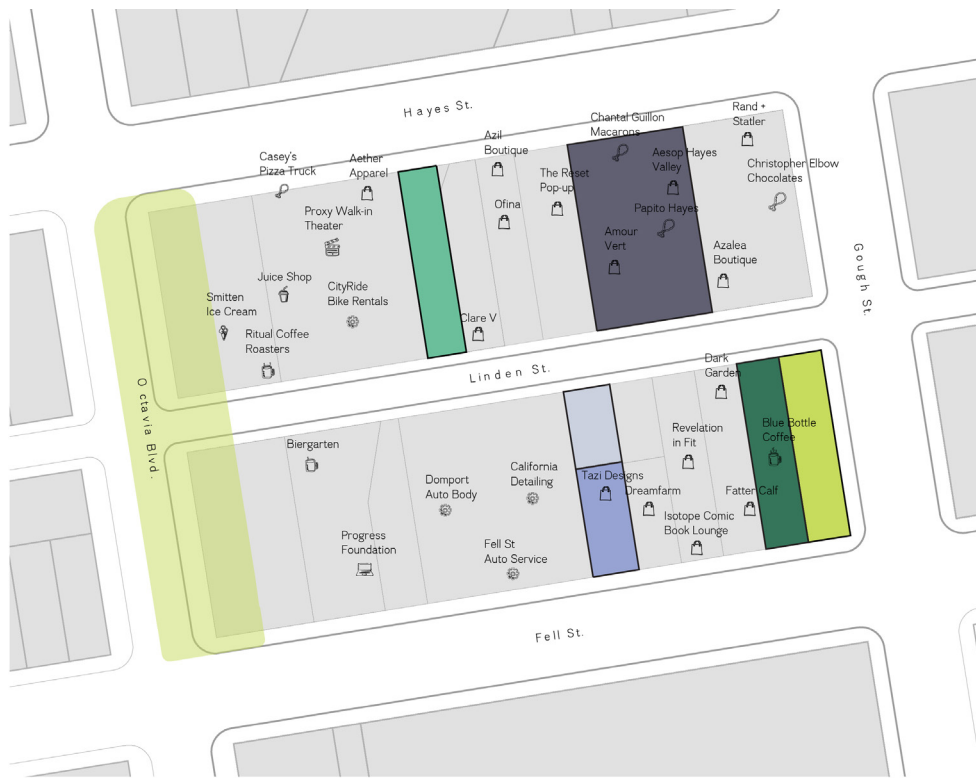 Hayes St.
Rand +
Statler
Chantal Guillon
Macarons
Azil
Boutique
Casey's
Pizza Truck
Aether
Apparel
Aesop Hayes
Valley
Christopher Elbow
Chocolates
The Reset
Pop-up
Ofina
Papito Hayes
Proxy Walk-in
Theater
Amour
Vert
Azalea
Boutique
Gough St.
Juice Shop
CityRide
Bike Rentals
Smitten
Ice Cream
Clare V
Ritual Coffee
Roasters
Octavia Blvd.
Linden St.
Dark
Garden
Blue Bottle
Coffee
Revelation
in Fit
Biergarten
California
Detailing
Tazi Designs
Domport
Auto Body
Dreamfarm
Fatter Calf
Isotope Comic
Book Lounge
Progress
Foundation
Fell St
Auto Service
Fell St.